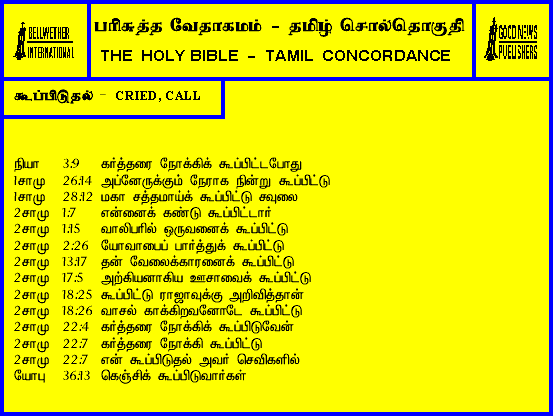 BELLWETHER
INTERNATIONAL
பரிசுத்த வேதாகமம் - தமிழ் சொல்தொகுதி
THE HOLY BIBLE - TAMIL CONCORDANCE
GOOD NEWS
PUBLISHERS
கூப்பிடுதல் - CRIED, CALL
நியா 3:9 கர்த்தரை நோக்கிக் கூப்பிட்டபோது
1சாமு 26:14 அப்னேருக்கும் நேராக நின்று கூப்பிட்டு
1சாமு 28:12 மகா சத்தமாய்க் கூப்பிட்டு சவுலை
2சாமு 1:7 என்னைக் கண்டு கூப்பிட்டார்
2சாமு 1:15 வாலிபரில் ஒருவனைக் கூப்பிட்டு
2சாமு 2:26 யோவாபைப் பார்த்துக் கூப்பிட்டு
2சாமு 13:17 தன் வேலைக்காரனைக் கூப்பிட்டு
2சாமு 17:5 அற்கியனாகிய ஊசாவைக் கூப்பிட்டு
2சாமு 18:25 கூப்பிட்டு ராஜாவுக்கு அறிவித்தான்
2சாமு 18:26 வாசல் காக்கிறவனோடே கூப்பிட்டு
2சாமு 22:4 கர்த்தரை நோக்கிக் கூப்பிடுவேன்
2சாமு 22:7 கர்த்தரை நோக்கி கூப்பிட்டு
2சாமு 22:7 என் கூப்பிடுதல் அவர் செவிகளில்
யோபு 36:13 கெஞ்சிக் கூப்பிடுவார்கள்